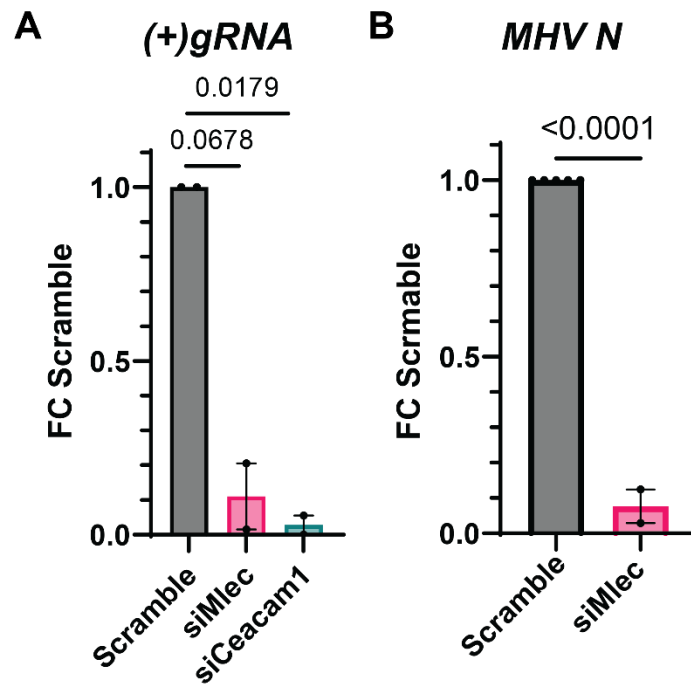 A
(+)gRNA
0.0179
0.0678
FC Scramble
1.0
0.5
0.0
Scramble
siMlec
siCeacam1
B
MHV N
<0.0001
FC Scrmable
1.0
0.5
0.0
Scramble
siMlec